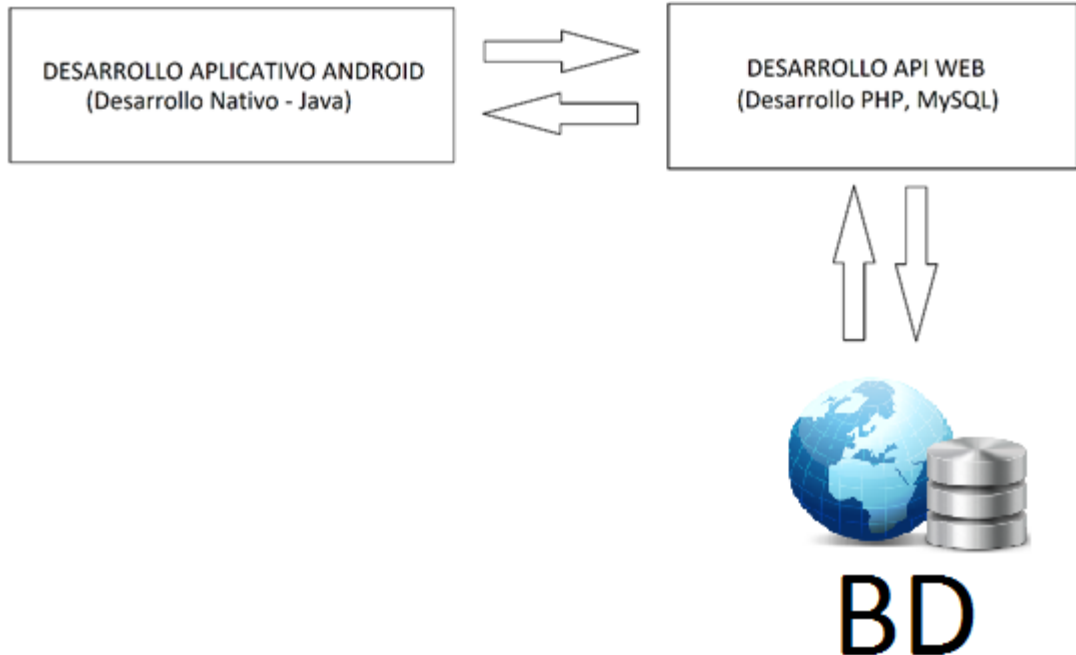 DESARROLLO APLICATIVO ANDROID
(Desarrollo Nativo - Java)
DESARROLLO API WEB
(Desarrollo PHP, MySQL)
BD